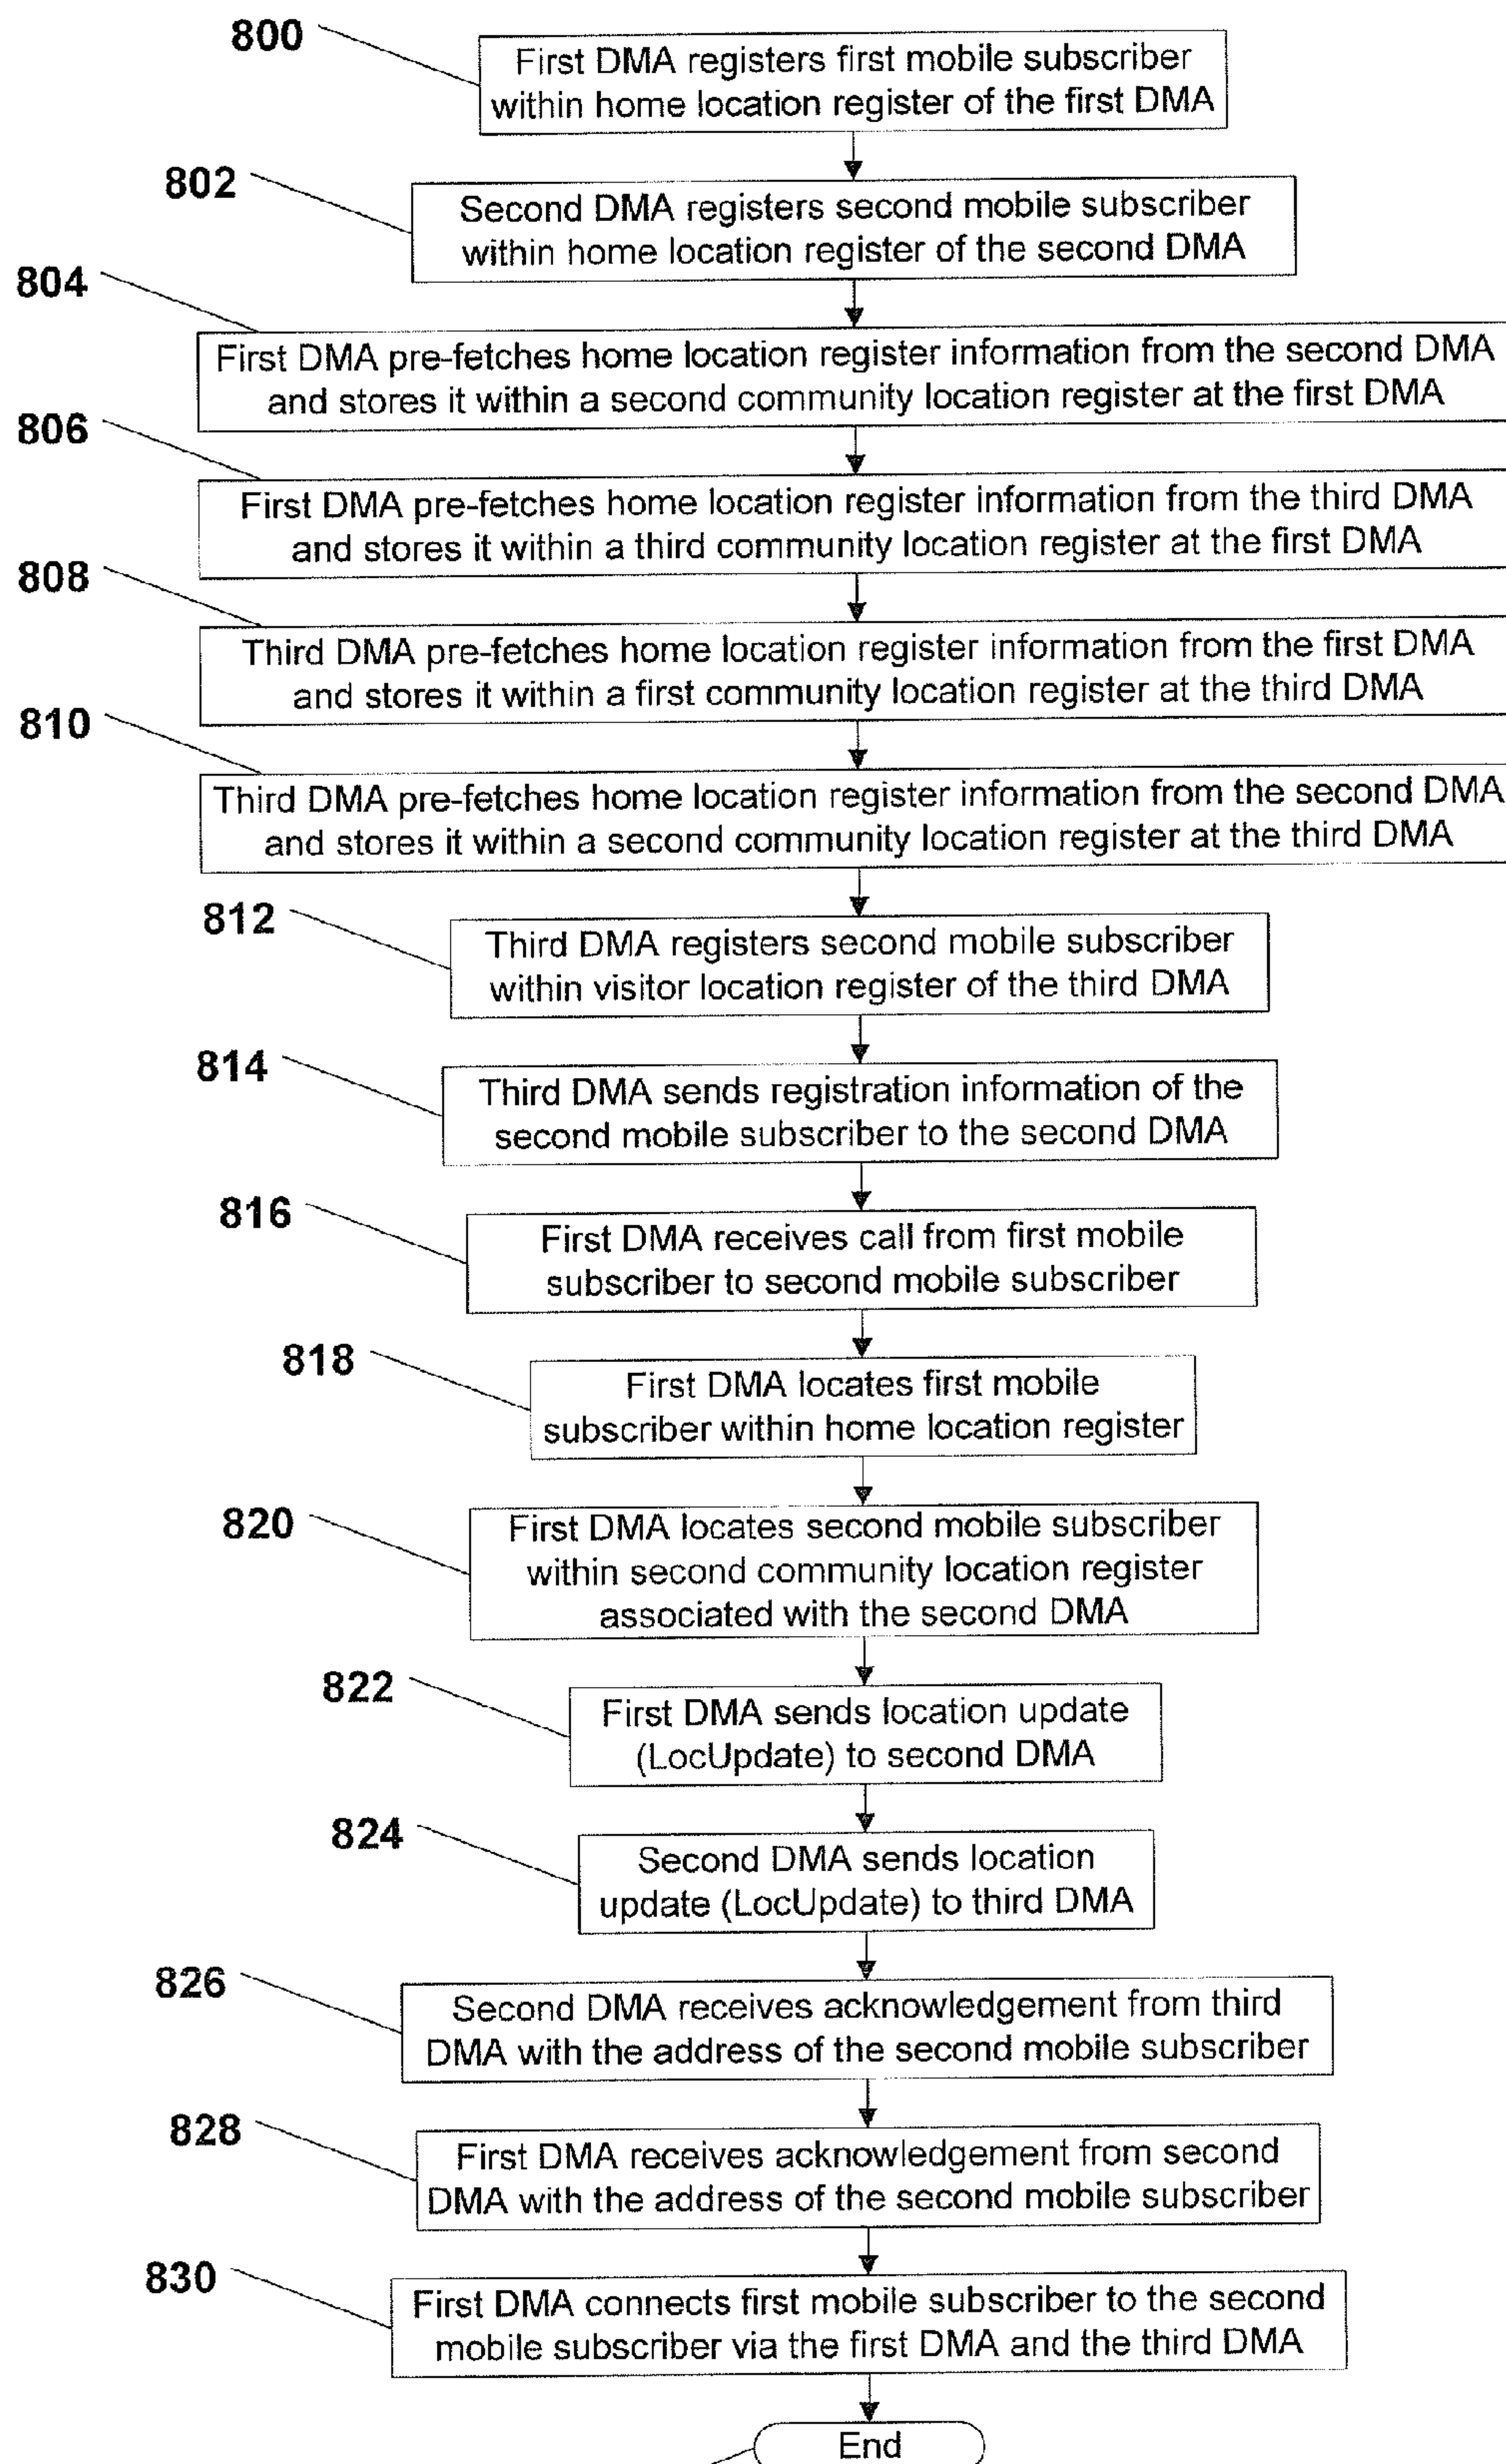 800
First DMA registers first mobile subscriber
within home location register of the first DMA
802
Second DMA registers second mobile subscriber
within home location register of the second DMA
804
First DMA pre-fetches home location register information from the second DMA
and stores it within a second community location register at the first DMA
806
First DMA pre-fetches home location register information from the third DMA
and stores it within a third community location register at the first DMA
808
Third DMA pre-fetches home location register information from the first DMA
and stores it within a first community location register at the third DMA
810
Third DMA pre-fetches home location register information from the second DMA
and stores it within a second community location register at the third DMA
812
Third DMA registers second mobile subscriber
within visitor location register of the third DMA
814
Third DMA sends registration information of the
second mobile subscriber to the second DMA
816
First DMA receives call from first mobile
subscriber to second mobile subscriber
818
First DMA locates first mobile
subscriber within home location register
820
First DMA locates second mobile subscriber
within second community location register
associated with the second DMA
822
First DMA sends location update
(LocUpdate) to second DMA
824
Second DMA sends location
update (LocUpdate) to third DMA
826
Second DMA receives acknowledgement from third
DMA with the address of the second mobile subscriber
828
First DMA receives acknowledgement from second
DMA with the address of the second mobile subscriber
830
First DMA connects first mobile subscriber to the second
mobile subscriber via the first DMA and the third DMA
End